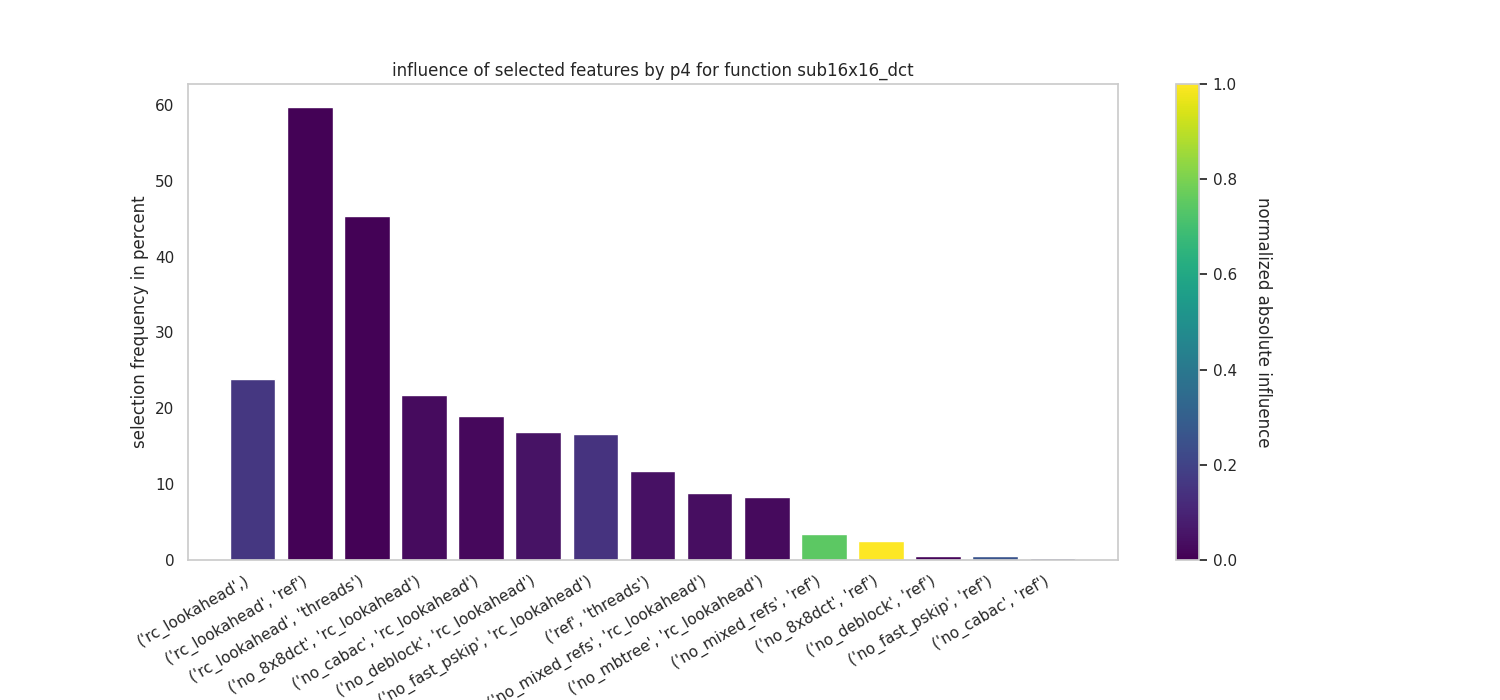 influence of selected features by p4 for function sub16x16_dct
selection frequency in percent
60
50
40
30
20
10
0
('rc_lookahead',)
('rc_lookahead', 'ref')
('rc_lookahead', 'threads')
('no_8x8dct', 'rc_lookahead')
('no_cabac', 'rc_lookahead')
('no_deblock', 'rc_lookahead')
('no_fast_pskip', 'rc_lookahead')
('ref', 'threads')
'no_mixed_refs', 'rc_lookahead')
('no_mbtree', 'rc_lookahead')
('no_mixed_refs', 'ref')
('no_8x8dct', 'ref')
('no_deblock', 'ref')
('no_fast_pskip', 'ref')
('no_cabac', 'ref')
1.0
0.8
0.6
0.4
0.2
0.0
normalized absolute influence